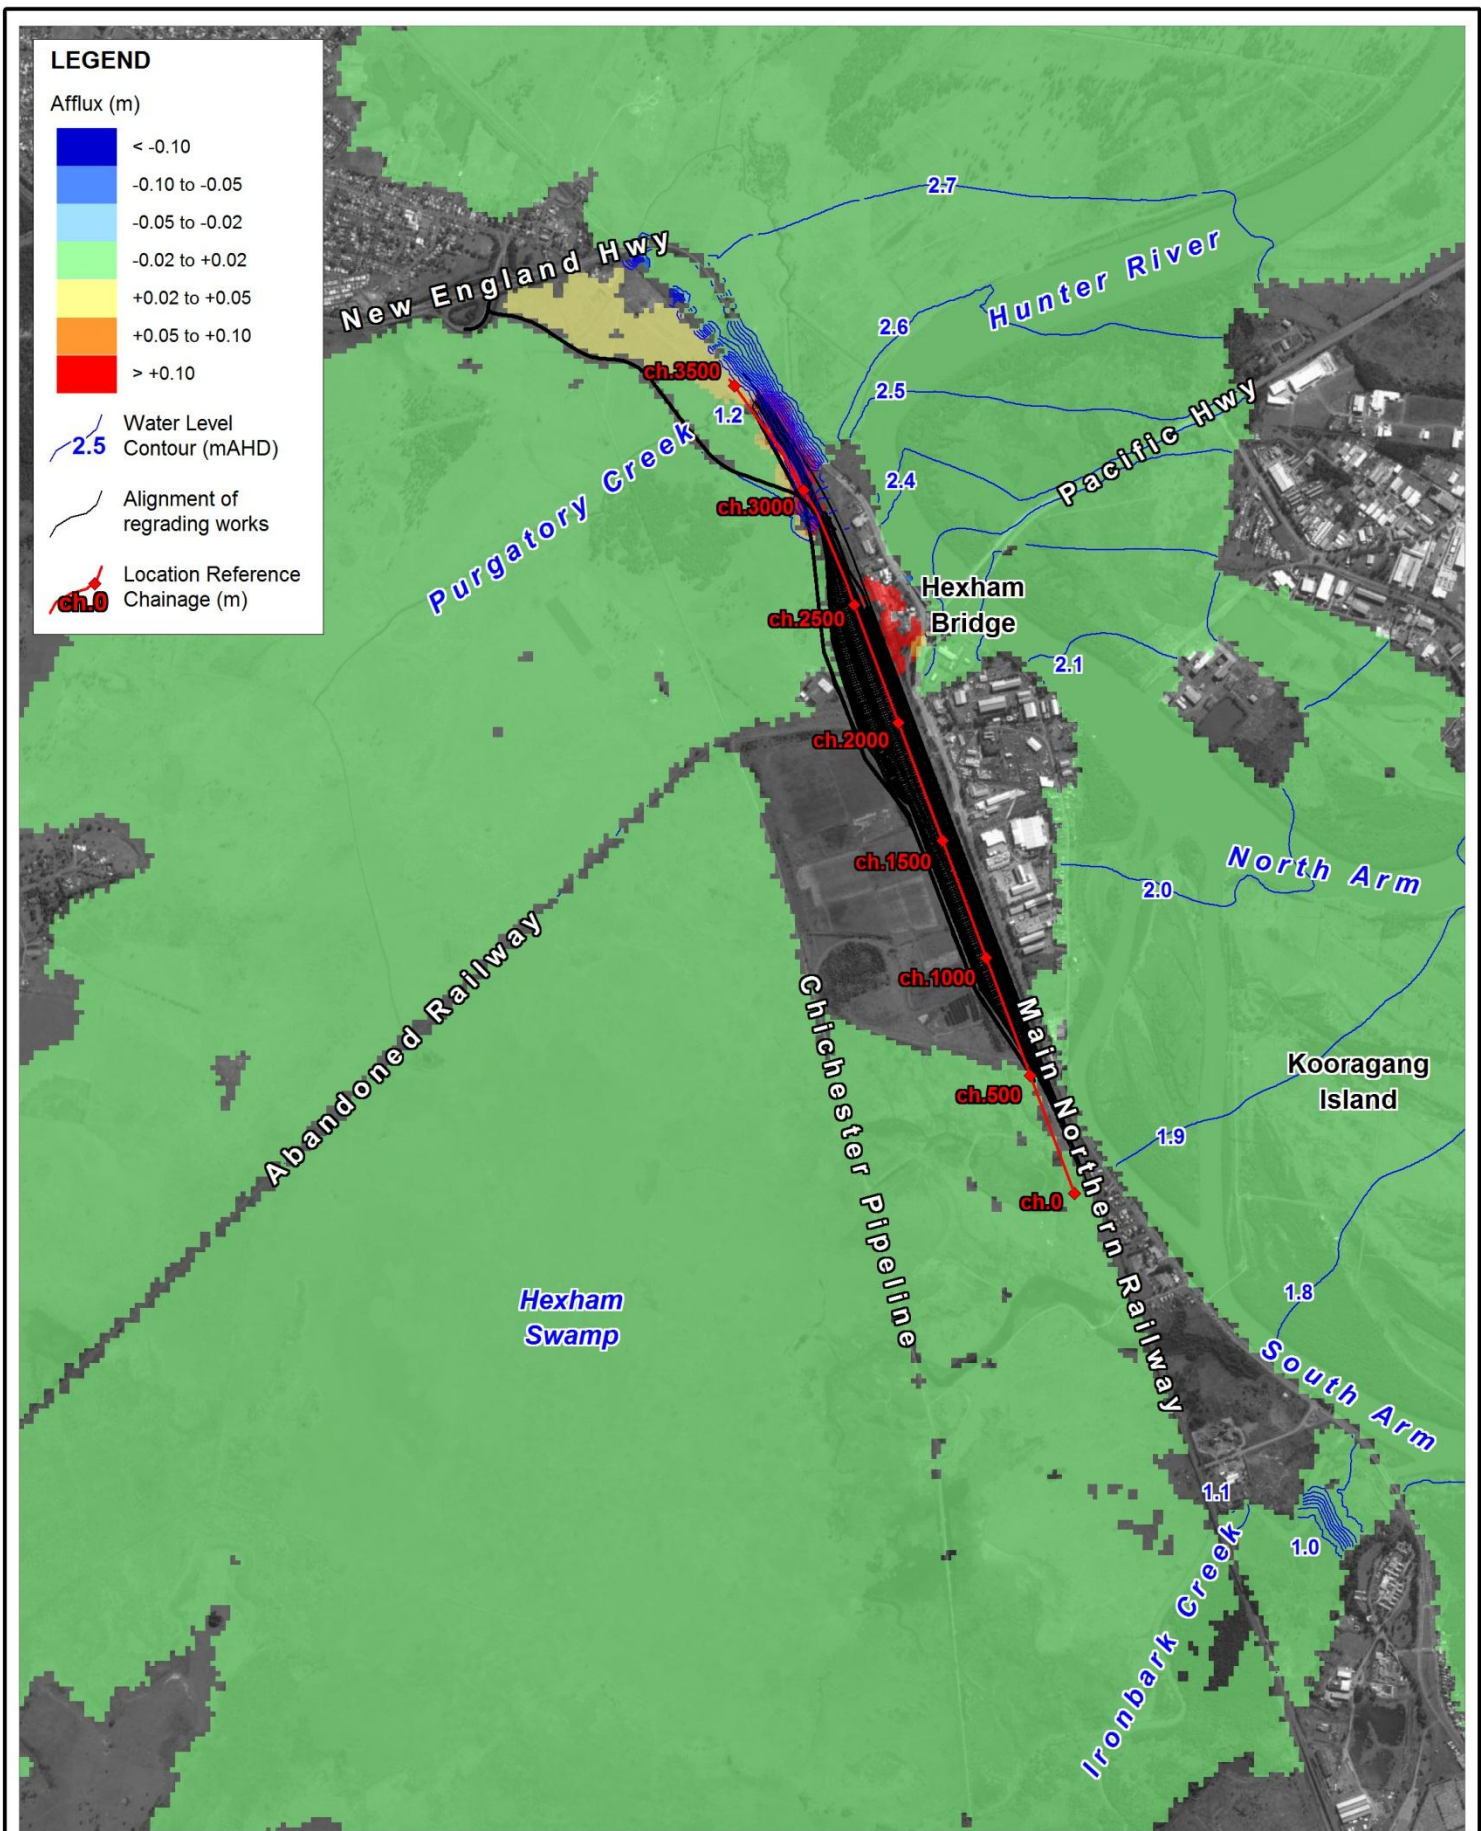 LEGEND
Afflux (m)
< -0.10
-0.10 to -0.05
-0.05 to -0.02
-0.02 to +0.02
+0.02 to +0.05
+0.05 to +0.10
> +0.10
2.5
Water Level
Contour (mAHD)
Alignment of
regrading works
ch.0
Location Reference
Chainage (m)
2.7
New England Hwy
Hunter River
2.6
ch.3500
2.5
Pacific Hwy
1.2
Purgatory Creek
2.4
ch.3000
Hexham
Bridge
ch.2500
2.1
ch.2000
ch.1500
North Arm
2.0
Abandoned Railway
ch.1000
Chichester Pipeline
Main Northern Railway
Kooragang
Island
ch.500
1.9
ch.0
Hexham
Swamp
1.8
South Arm
1.1
1.0
Ironbark Creek